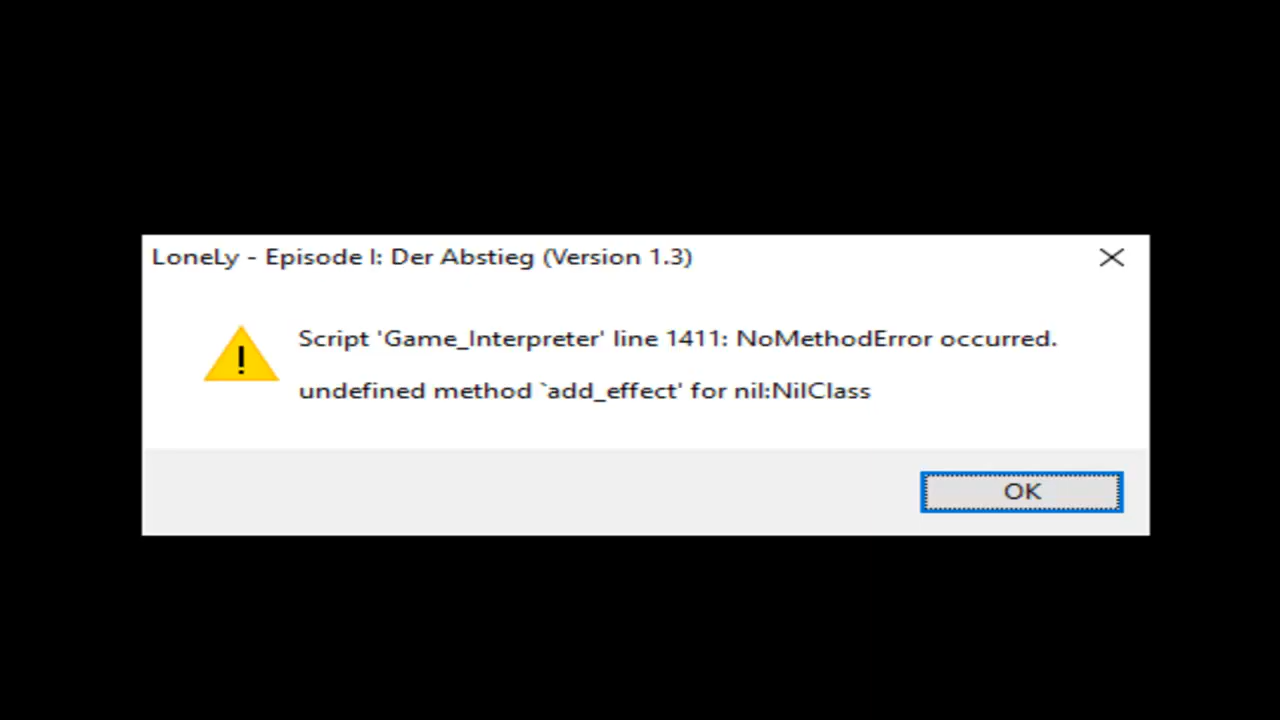 LoneLy - Episode I: Der Abstieg (Version 1.3)
Script 'Game_Interpreter' line 1411: NoMethodError occurred.
undefined method `add_effect' for nil:NilClass
OK